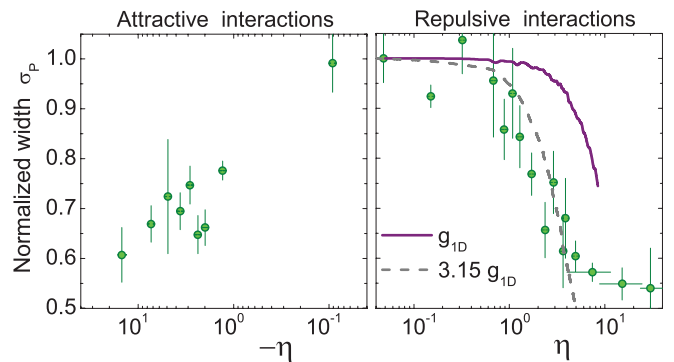 Attractive interactions
Repulsive interactions
Normalized width σP
1.0
0.9
0.8
0.7
0.6
0.5
g1D
3.15 g1D
10^1 10^0 10^-1
10^-1 10^0 10^1
−η
η